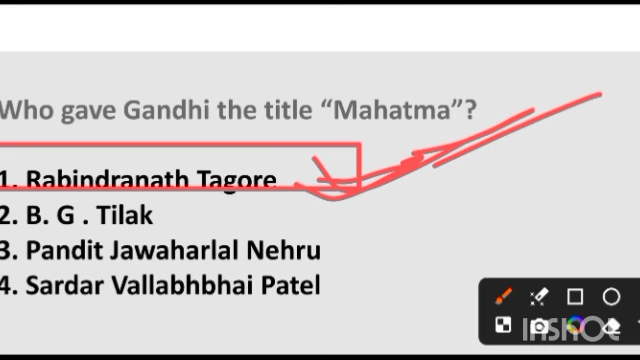 Who gave Gandhi the title “Mahatma”?
1. Rabindranath Tagore
2. B. G . Tilak
3. Pandit Jawaharlal Nehru
4. Sardar Vallabhbhai Patel
INSHOT